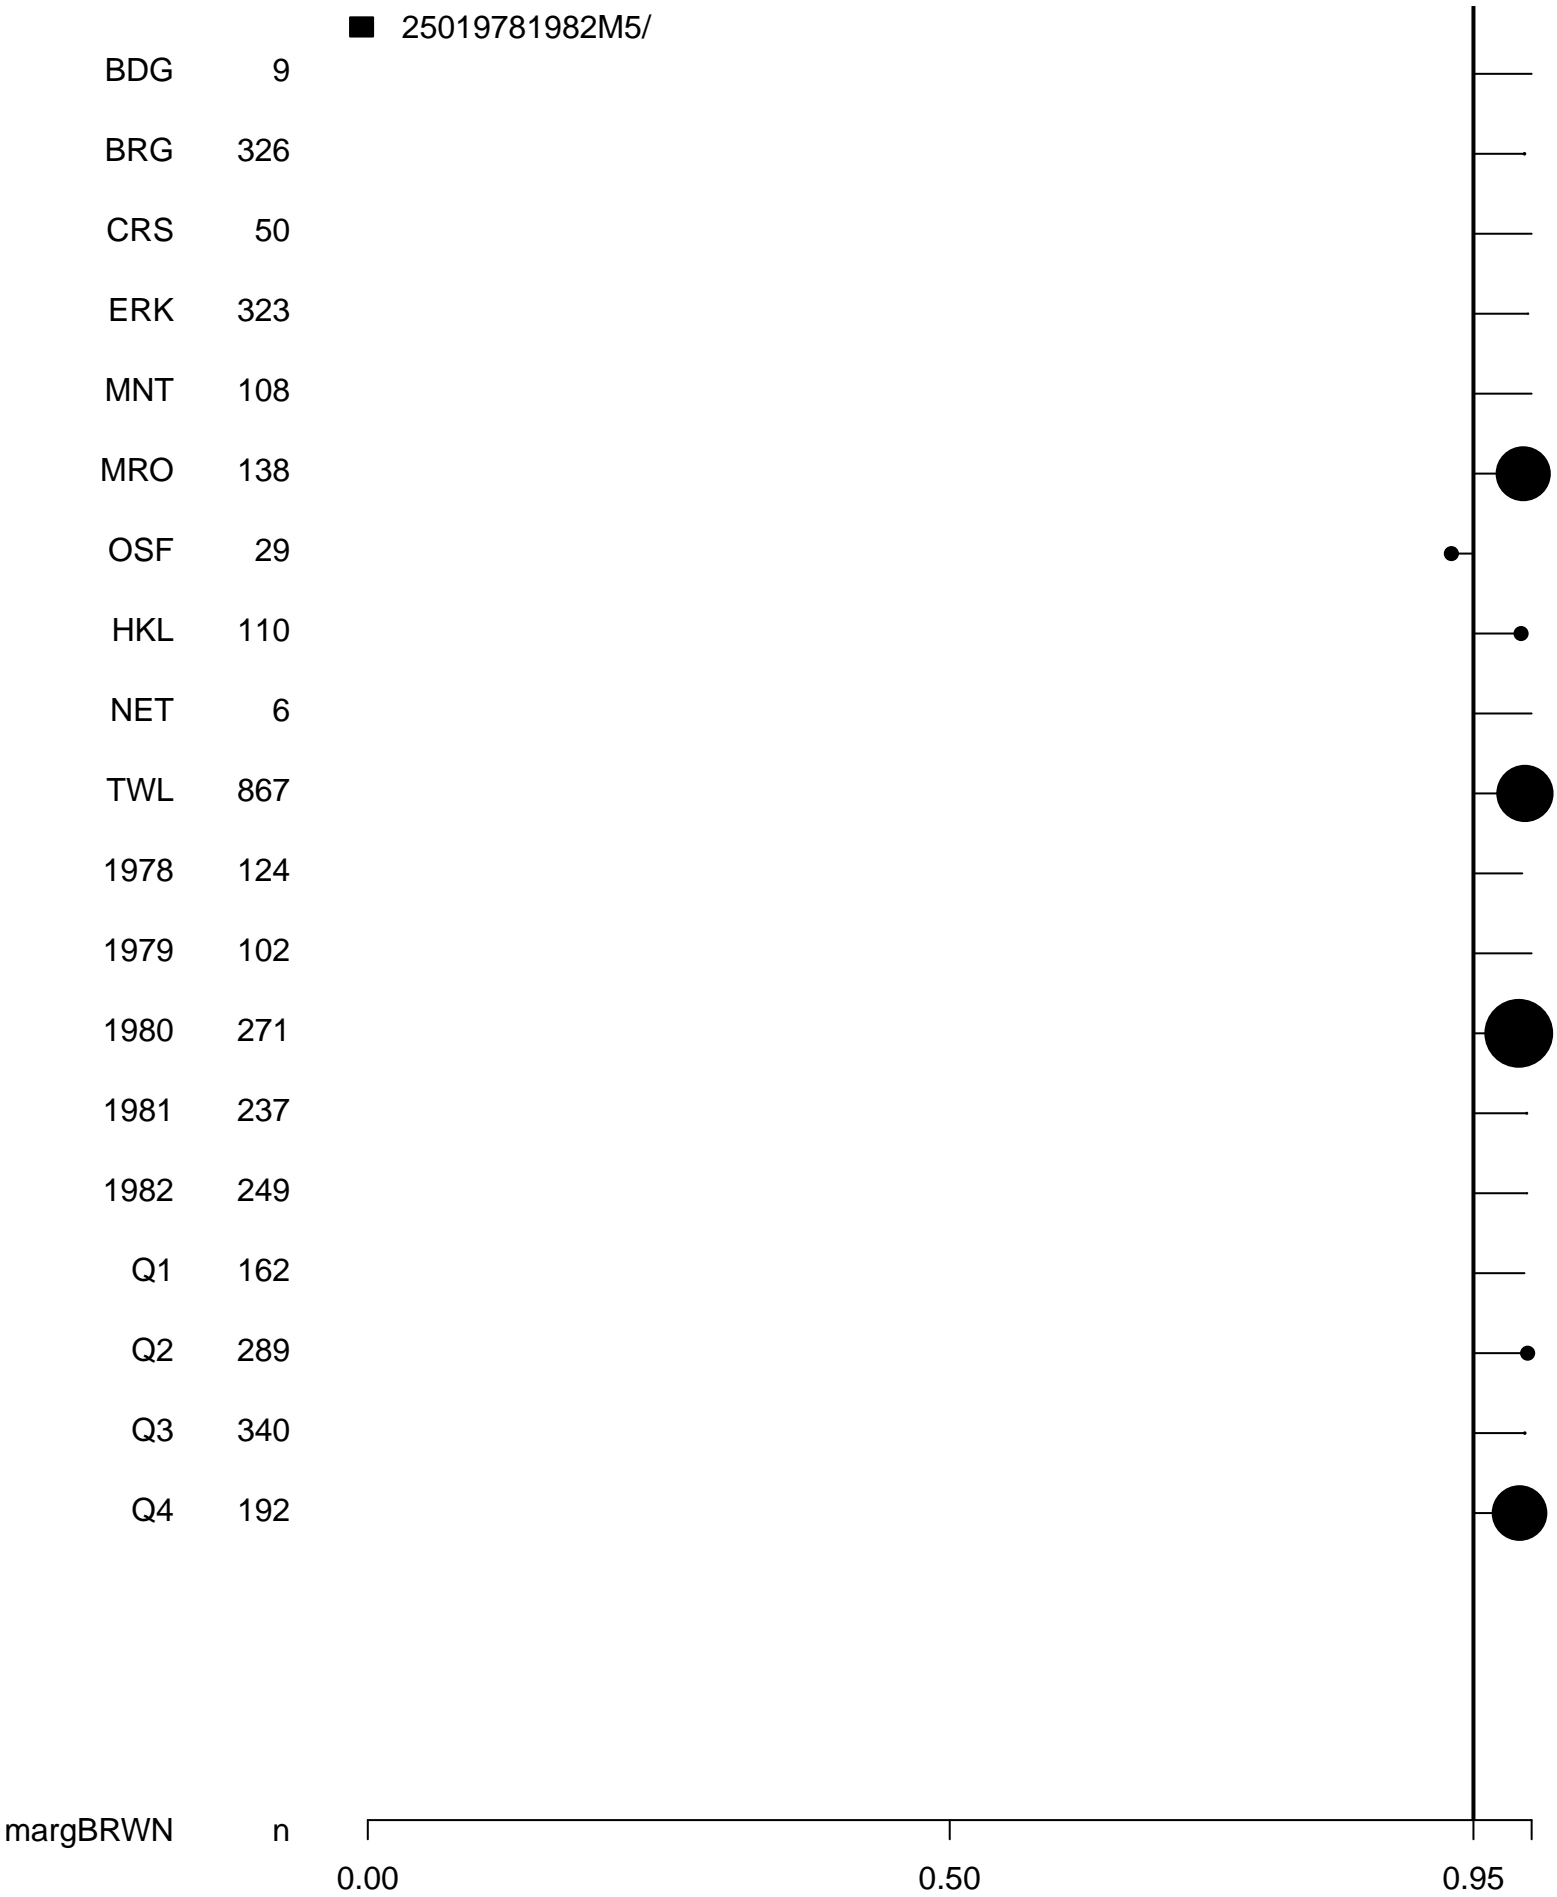 25019781982M5/
BDG 9
BRG 326
CRS 50
ERK 323
MNT 108
MRO 138
OSF 29
HKL 110
NET 6
TWL 867
1978 124
1979 102
1980 271
1981 237
1982 249
Q1 162
Q2 289
Q3 340
Q4 192
margBRWN n
0.00 0.50 0.95